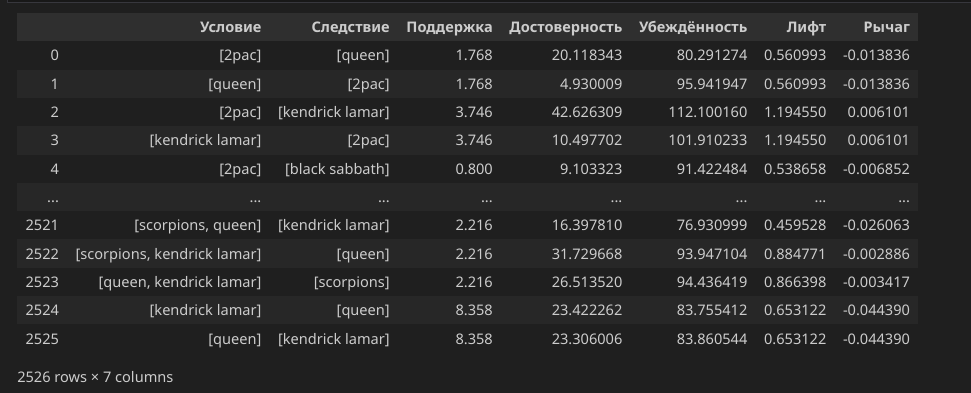 Условие Следствие Поддержка Достоверность Убеждённость Лифт Рычаг
0 [2pac] [queen] 1.768 20.118343 80.291274 0.560993 -0.013836
1 [queen] [2pac] 1.768 4.930009 95.941947 0.560993 -0.013836
2 [2pac] [kendrick lamar] 3.746 42.626309 112.100160 1.194550 0.006101
3 [kendrick lamar] [2pac] 3.746 10.497702 101.910233 1.194550 0.006101
4 [2pac] [black sabbath] 0.800 9.103323 91.422484 0.538658 -0.006852
... ... ... ... ... ... ... ...
2521 [scorpions, queen] [kendrick lamar] 2.216 16.397810 76.930999 0.459528 -0.026063
2522 [scorpions, kendrick lamar] [queen] 2.216 31.729668 93.947104 0.884771 -0.002886
2523 [queen, kendrick lamar] [scorpions] 2.216 26.513520 94.436419 0.866398 -0.003417
2524 [kendrick lamar] [queen] 8.358 23.422262 83.755412 0.653122 -0.044390
2525 [queen] [kendrick lamar] 8.358 23.306006 83.860544 0.653122 -0.044390
2526 rows × 7 columns